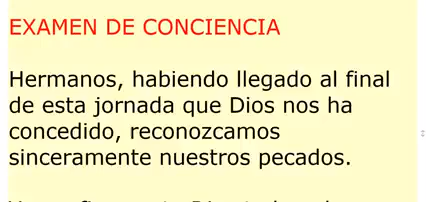 EXAMEN DE CONCIENCIA
Hermanos, habiendo llegado al final
de esta jornada que Dios nos ha
concedido, reconozcamos
sinceramente nuestros pecados.